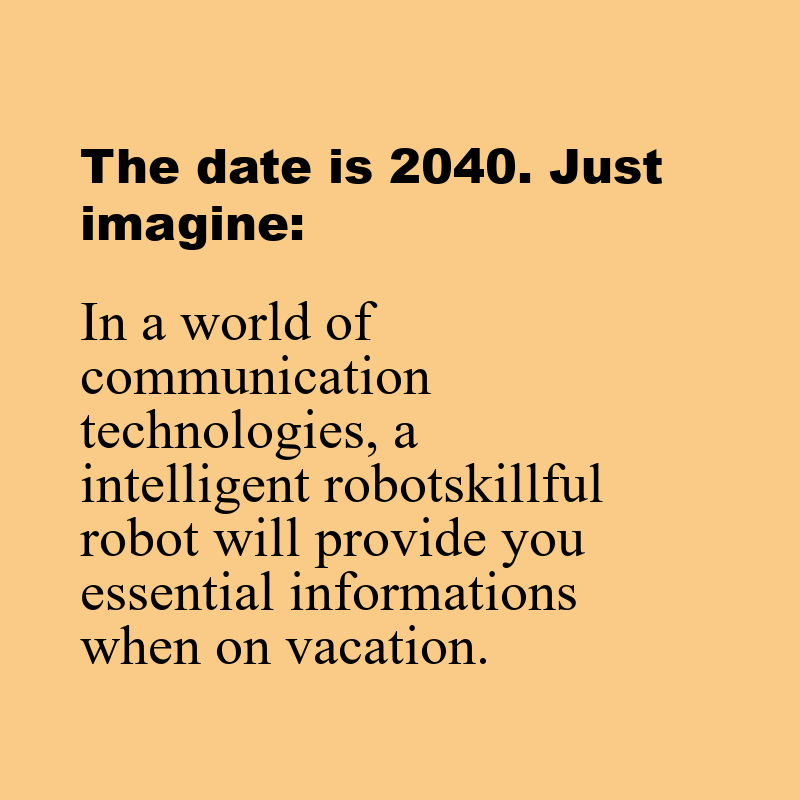 The date is 2040. Just
imagine:
In a world of
communication
technologies, a
intelligent robotskillful
robot will provide you
essential informations
when on vacation.